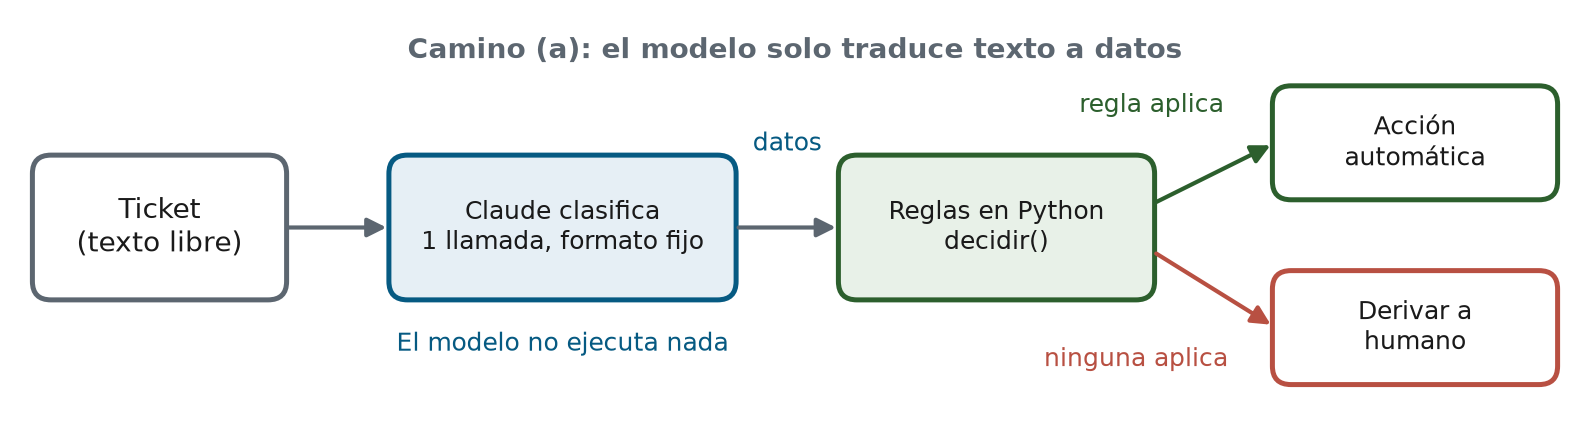 Camino (a): el modelo solo traduce texto a datos
Ticket
(texto libre)
Claude clasifica
1 llamada, formato fijo
El modelo no ejecuta nada
datos
Reglas en Python
decidir()
regla aplica
Acción
automática
ninguna aplica
Derivar a
humano